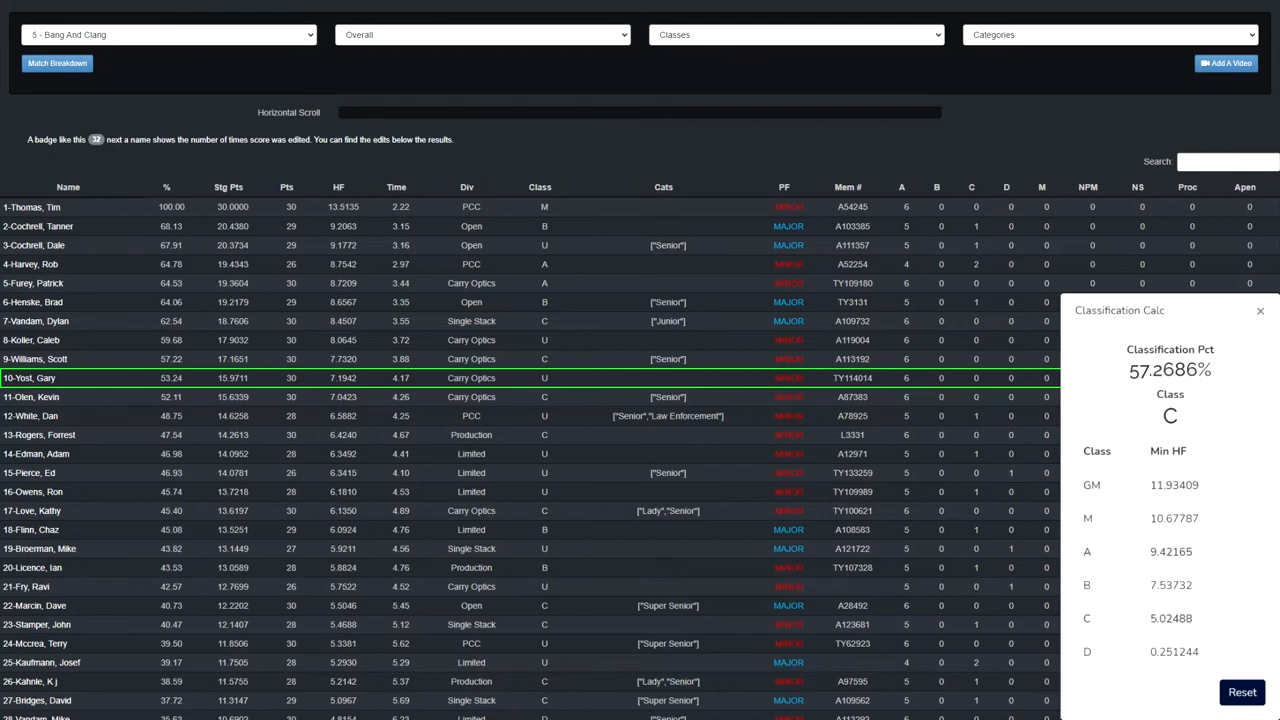 5 - Bang And Clang Overall Classes Categories
Match Breakdown Add A Video
Horizontal Scroll
A badge like this 32 next a name shows the number of times score was edited. You can find the edits below the results.
Search:
Name % Stg Pts Pts HF Time Div Class Cats PF Mem # A B C D M NPM NS Proc Apen
1-Thomas, Tim 100.00 30.0000 30 13.5135 2.22 PCC M MINOR A54245 6 0 0 0 0 0 0 0 0
2-Cochrell, Tanner 68.13 20.4380 29 9.2063 3.15 Open B MAJOR A103385 5 0 1 0 0 0 0 0 0
3-Cochrell, Dale 67.91 20.3734 29 9.1772 3.16 Open U ["Senior"] MAJOR A111357 5 0 1 0 0 0 0 0 0
4-Harvey, Rob 64.78 19.4343 26 8.7542 2.97 PCC A MINOR A52254 4 0 2 0 0 0 0 0 0
5-Furey, Patrick 64.53 19.3604 30 8.7209 3.44 Carry Optics A MINOR TY109180 6 0 0 0 0 0 0 0 0
6-Henske, Brad 64.06 19.2179 29 8.6567 3.35 Open B ["Senior"] MAJOR TY3131 5 0 1 0 0
7-Vandam, Dylan 62.54 18.7606 30 8.4507 3.55 Single Stack C ["Junior"] MAJOR A109732 6 0 0 0 0
8-Koller, Caleb 59.68 17.9032 30 8.0645 3.72 Carry Optics U MINOR A119004 6 0 0 0 0
9-Williams, Scott 57.22 17.1651 30 7.7320 3.88 Carry Optics C ["Senior"] MINOR A113192 6 0 0 0 0
10-Yost, Gary 53.24 15.9711 30 7.1942 4.17 Carry Optics U MINOR TY114014 6 0 0 0 0
11-Olen, Kevin 52.11 15.6339 30 7.0423 4.26 Carry Optics C ["Senior"] MINOR A87383 6 0 0 0 0
12-White, Dan 48.75 14.6258 28 6.5882 4.25 PCC U ["Senior","Law Enforcement"] MINOR A78925 5 0 1 0 0
13-Rogers, Forrest 47.54 14.2613 30 6.4240 4.67 Production C MINOR L3331 6 0 0 0 0
14-Edman, Adam 46.98 14.0952 28 6.3492 4.41 Limited U MINOR A12971 5 0 1 0 0
15-Pierce, Ed 46.93 14.0781 26 6.3415 4.10 Limited U ["Senior"] MINOR TY133259 5 0 0 1 0
16-Owens, Ron 45.74 13.7218 28 6.1810 4.53 Limited U MINOR TY109989 5 0 1 0 0
17-Love, Kathy 45.40 13.6197 30 6.1350 4.89 Carry Optics U ["Lady","Senior"] MINOR TY100621 6 0 0 0 0
18-Flinn, Chaz 45.08 13.5251 29 6.0924 4.76 Limited B MAJOR A108583 5 0 1 0 0
19-Broerman, Mike 43.82 13.1449 27 5.9211 4.56 Single Stack U MAJOR A121722 5 0 0 1 0
20-Licence, Ian 43.53 13.0594 28 5.8824 4.76 Production B MINOR TY107328 5 0 1 0 0
21-Fry, Ravi 42.57 12.7699 26 5.7522 4.52 Carry Optics U MINOR 5 0 0 1 0
22-Marcin, Dave 40.73 12.2202 30 5.5046 5.45 Open C ["Super Senior"] MAJOR A28492 6 0 0 0 0
23-Stamper, John 40.47 12.1407 28 5.4688 5.12 Single Stack C MINOR A123681 5 0 1 0 0
24-Mccrea, Terry 39.50 11.8506 30 5.3381 5.62 PCC U ["Super Senior"] MINOR TY62923 6 0 0 0 0
25-Kaufmann, Josef 39.17 11.7505 28 5.2930 5.29 Limited U MAJOR 4 0 2 0 0
26-Kahnle, K j 38.59 11.5755 28 5.2142 5.37 Production C ["Lady","Senior"] MINOR A97595 5 0 1 0 0
27-Bridges, David 37.72 11.3147 29 5.0967 5.69 Single Stack C ["Super Senior"] MAJOR A109562 5 0 1 0 0
Classification Calc ×
Classification Pct
57.2686%
Class
C
Class Min HF
GM 11.93409
M 10.67787
A 9.42165
B 7.53732
C 5.02488
D 0.251244
Reset